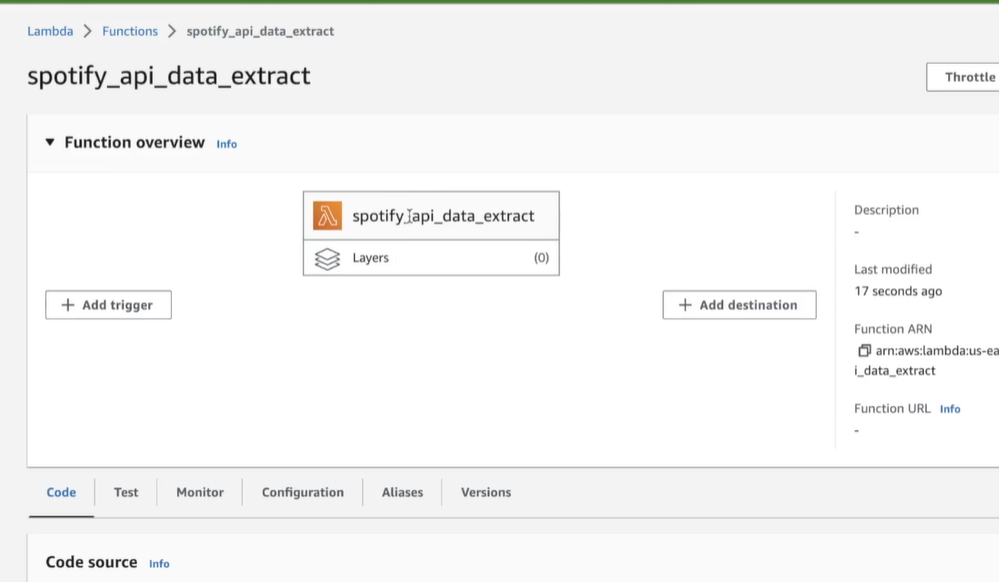 Lambda > Functions > spotify_api_data_extract
spotify_api_data_extract
Throttle
Function overview Info
spotify_api_data_extract
Layers (0)
+ Add trigger
+ Add destination
Description
-
Last modified
17 seconds ago
Function ARN
arn:aws:lambda:us-ea
i_data_extract
Function URL Info
-
Code Test Monitor Configuration Aliases Versions
Code source Info